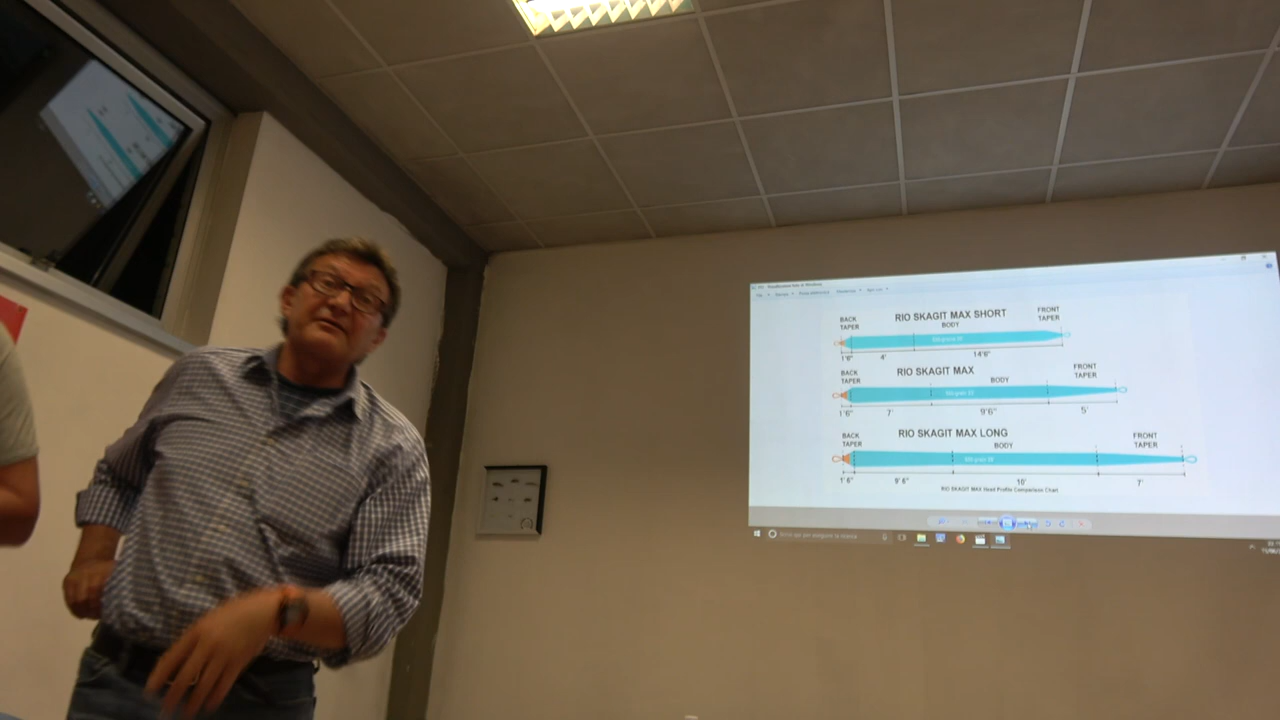 RIO SKAGIT MAX SHORT
BACK TAPER
BODY
FRONT TAPER
1'6"
4'
14'6"
RIO SKAGIT MAX
BACK TAPER
BODY
FRONT TAPER
1'6"
7'
9'6"
5'
RIO SKAGIT MAX LONG
BACK TAPER
BODY
FRONT TAPER
1' 6"
9' 6"
10'
7'
RIO SKAGIT MAX Head Profile Comparison Chart